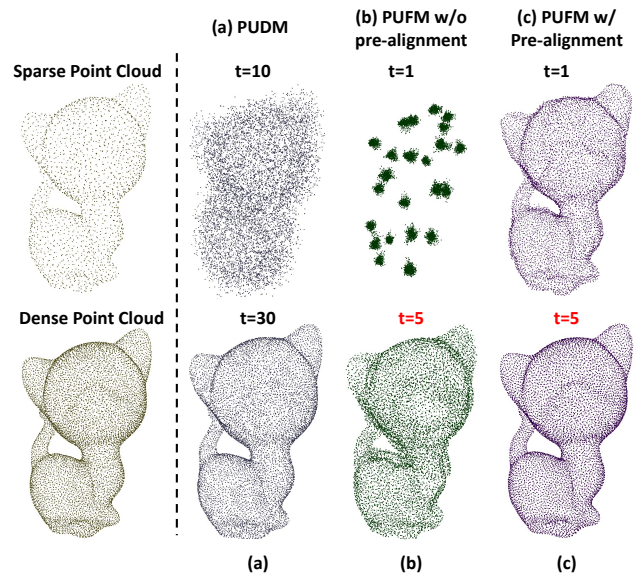 (a) PUDM
(b) PUFM w/o
pre-alignment
(c) PUFM w/
Pre-alignment
Sparse Point Cloud
t=10
t=1
t=1
Dense Point Cloud
t=30
t=5
t=5
(a)
(b)
(c)